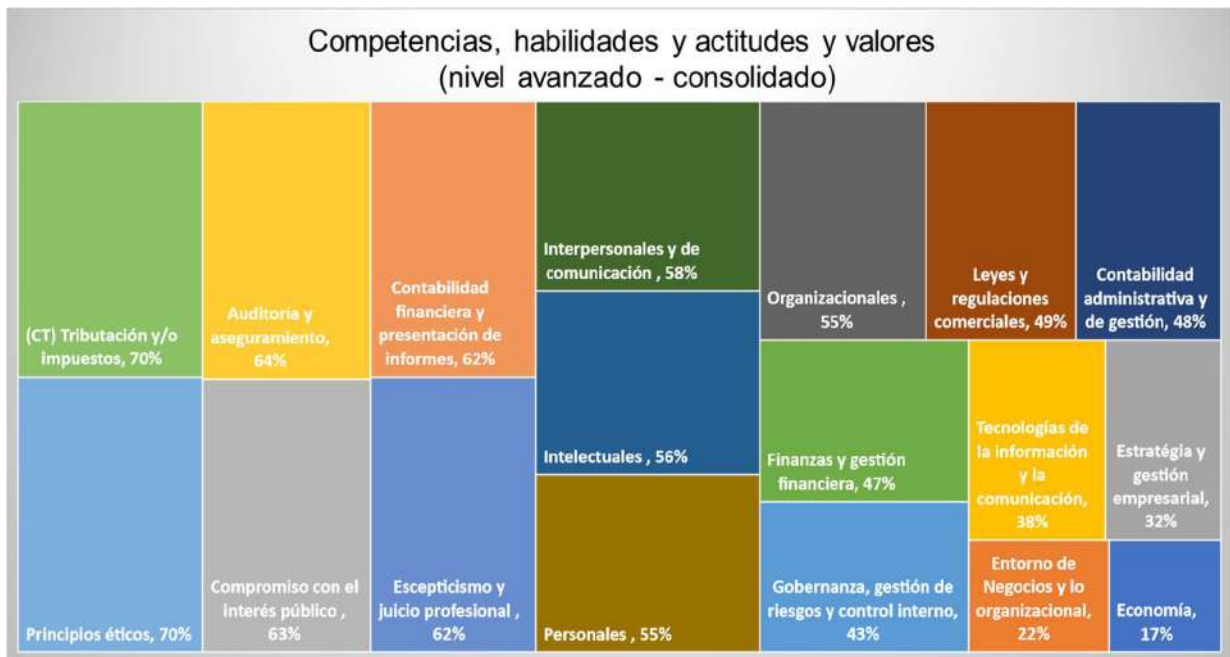 Competencias, habilidades y actitudes y valores
(nivel avanzado - consolidado)
(CT) Tributación y/o
impuestos, 70%
Principios éticos, 70%
Auditoría y
aseguramiento,
64%
Compromiso con el
interés público ,
63%
Contabilidad
financiera y
presentación de
informes, 62%
Escepticismo y
juicio profesional ,
62%
Interpersonales y de
comunicación , 58%
Intelectuales , 56%
Personales , 55%
Organizacionales ,
55%
Leyes y
regulaciones
comerciales, 49%
Contabilidad
administrativa y
de gestión, 48%
Finanzas y gestión
financiera, 47%
Gobernanza, gestión de
riesgos y control interno,
43%
Tecnologías de
la información
y la
comunicación,
38%
Estratégia y
gestión
empresarial,
32%
Entorno de
Negocios y lo
organizacional,
22%
Economía,
17%